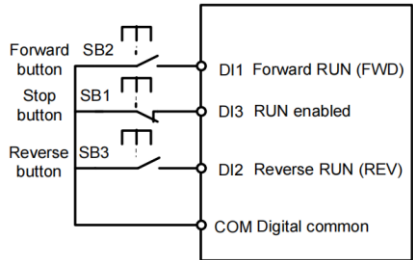 Forward
button
SB2
DI1 Forward RUN (FWD)
Stop
button
SB1
DI3 RUN enabled
Reverse
button
SB3
DI2 Reverse RUN (REV)
COM Digital common